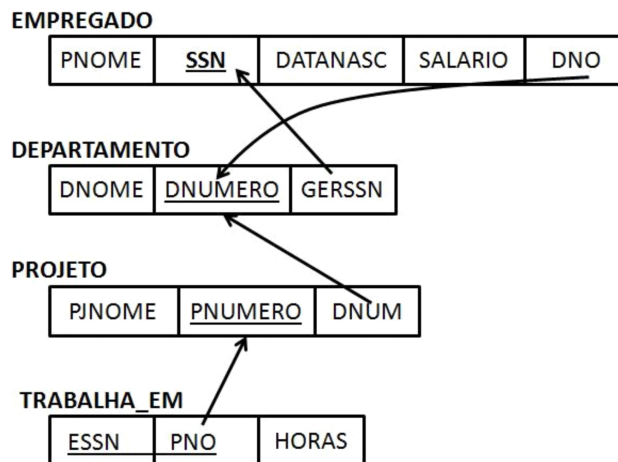 EMPREGADO
PNOME SSN DATANASC SALARIO DNO
DEPARTAMENTO
DNOME DNUMERO GERSSN
PROJETO
PJNOME PNUMERO DNUM
TRABALHA_EM
ESSN PNO HORAS